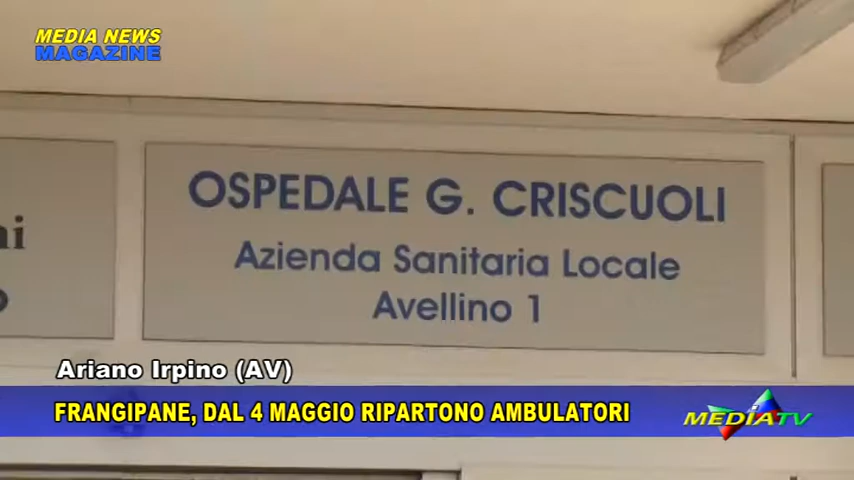 MEDIA NEWS
MAGAZINE
OSPEDALE G. CRISCUOLI
Azienda Sanitaria Locale
Avellino 1
Ariano Irpino (AV)
FRANGIPANE, DAL 4 MAGGIO RIPARTONO AMBULATORI
MEDIATV